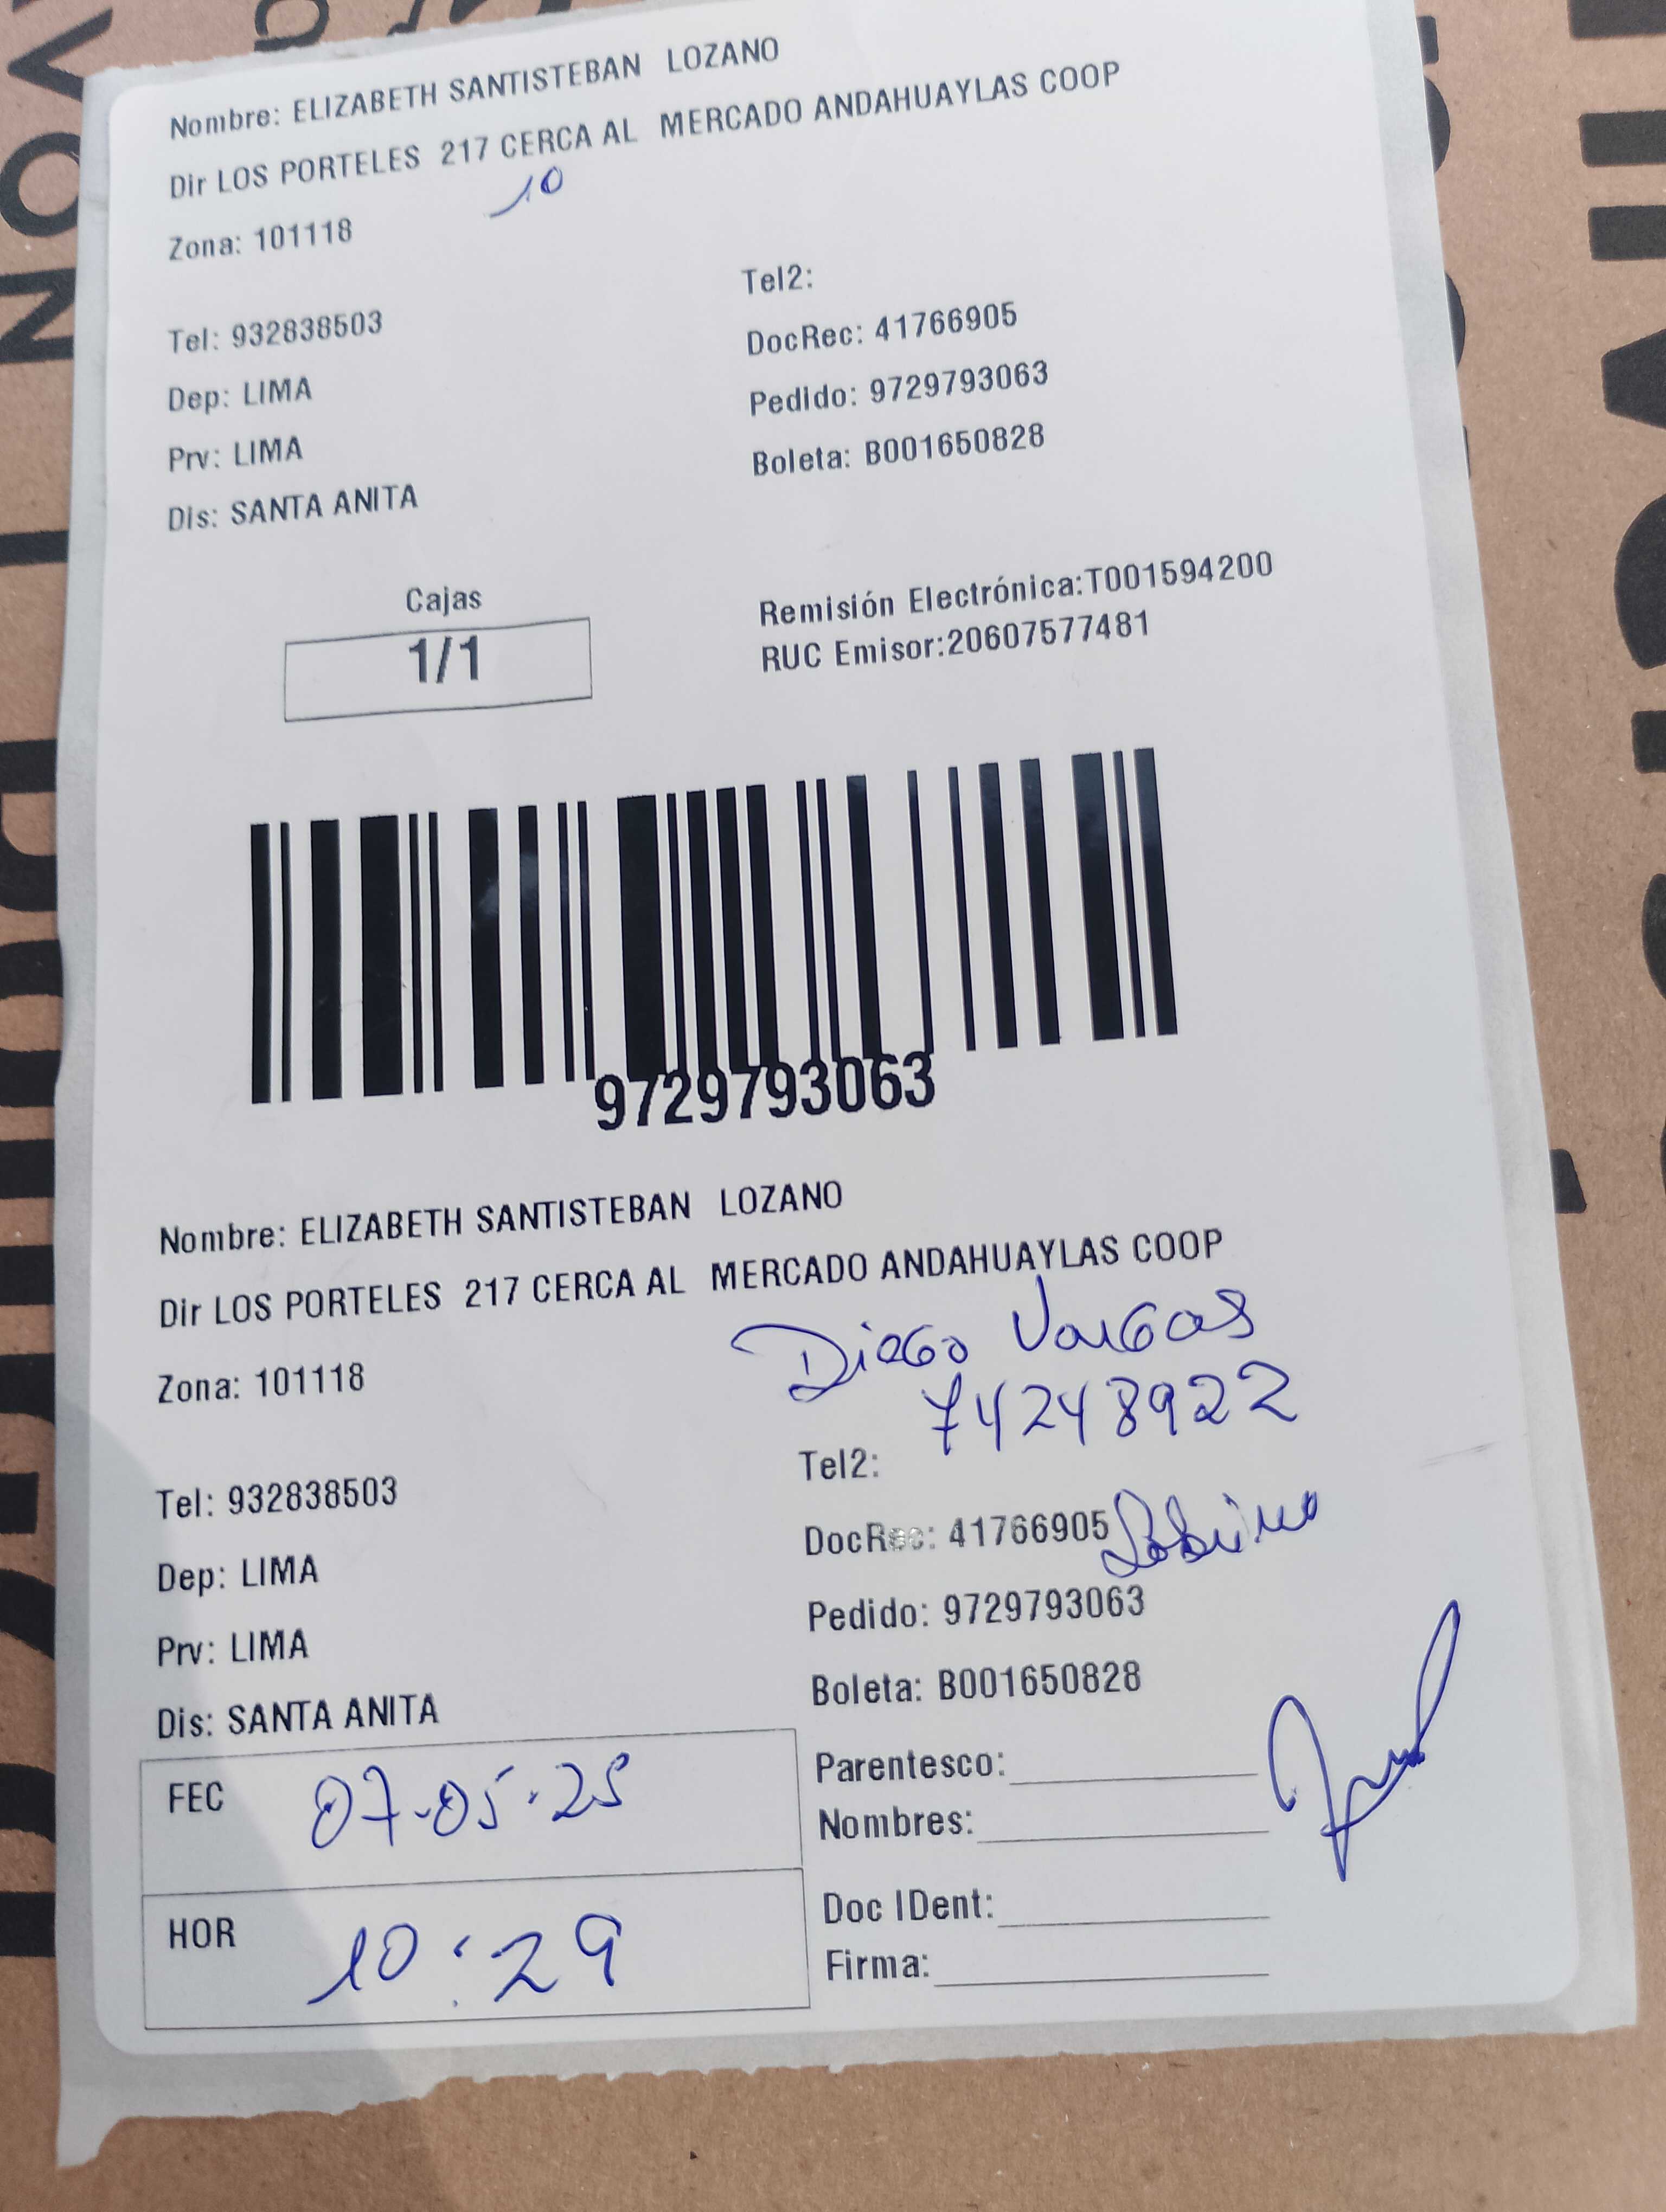 Nombre: ELIZABETH SANTISTEBAN LOZANO
Dir LOS PORTELES 217 CERCA AL MERCADO ANDAHUAYLAS COOP
10
Zona: 101118
Tel2:
Tel: 932838503
DocRec: 41766905
Dep: LIMA
Pedido: 9729793063
Prv: LIMA
Boleta: B001650828
Dis: SANTA ANITA
Cajas
1/1
Remisión Electrónica:T001594200
RUC Emisor:20607577481
9729793063
Nombre: ELIZABETH SANTISTEBAN LOZANO
Dir LOS PORTELES 217 CERCA AL MERCADO ANDAHUAYLAS COOP
Diego Vargas
Zona: 101118
74248922
Tel2:
Tel: 932838503
DocRec: 41766905 Sobrino
Dep: LIMA
Pedido: 9729793063
Prv: LIMA
Boleta: B001650828
Dis: SANTA ANITA
Parentesco:
FEC 07-05-25
Nombres:
Doc IDent:
HOR 10:29
Firma: